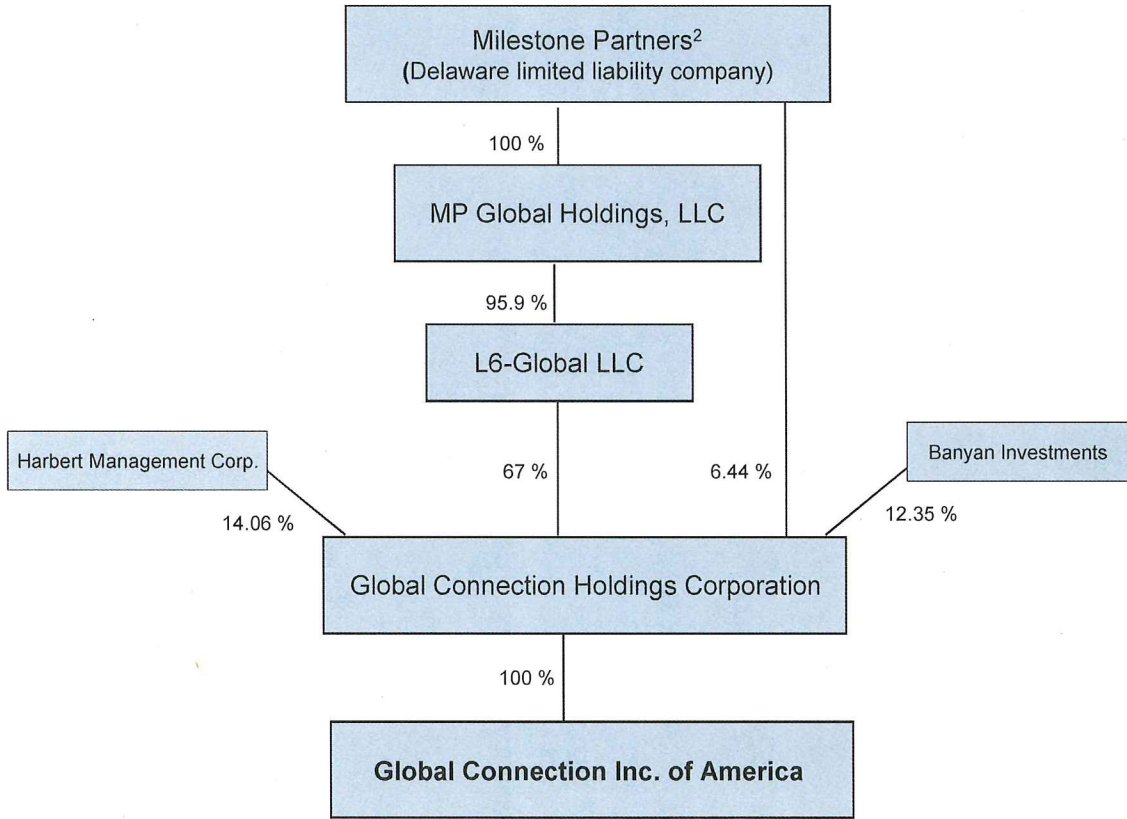 Milestone Partners²
(Delaware limited liability company)
100 %
MP Global Holdings, LLC
95.9 %
L6-Global LLC
Harbert Management Corp.
Banyan Investments
67 %
6.44 %
14.06 %
12.35 %
Global Connection Holdings Corporation
100 %
Global Connection Inc. of America